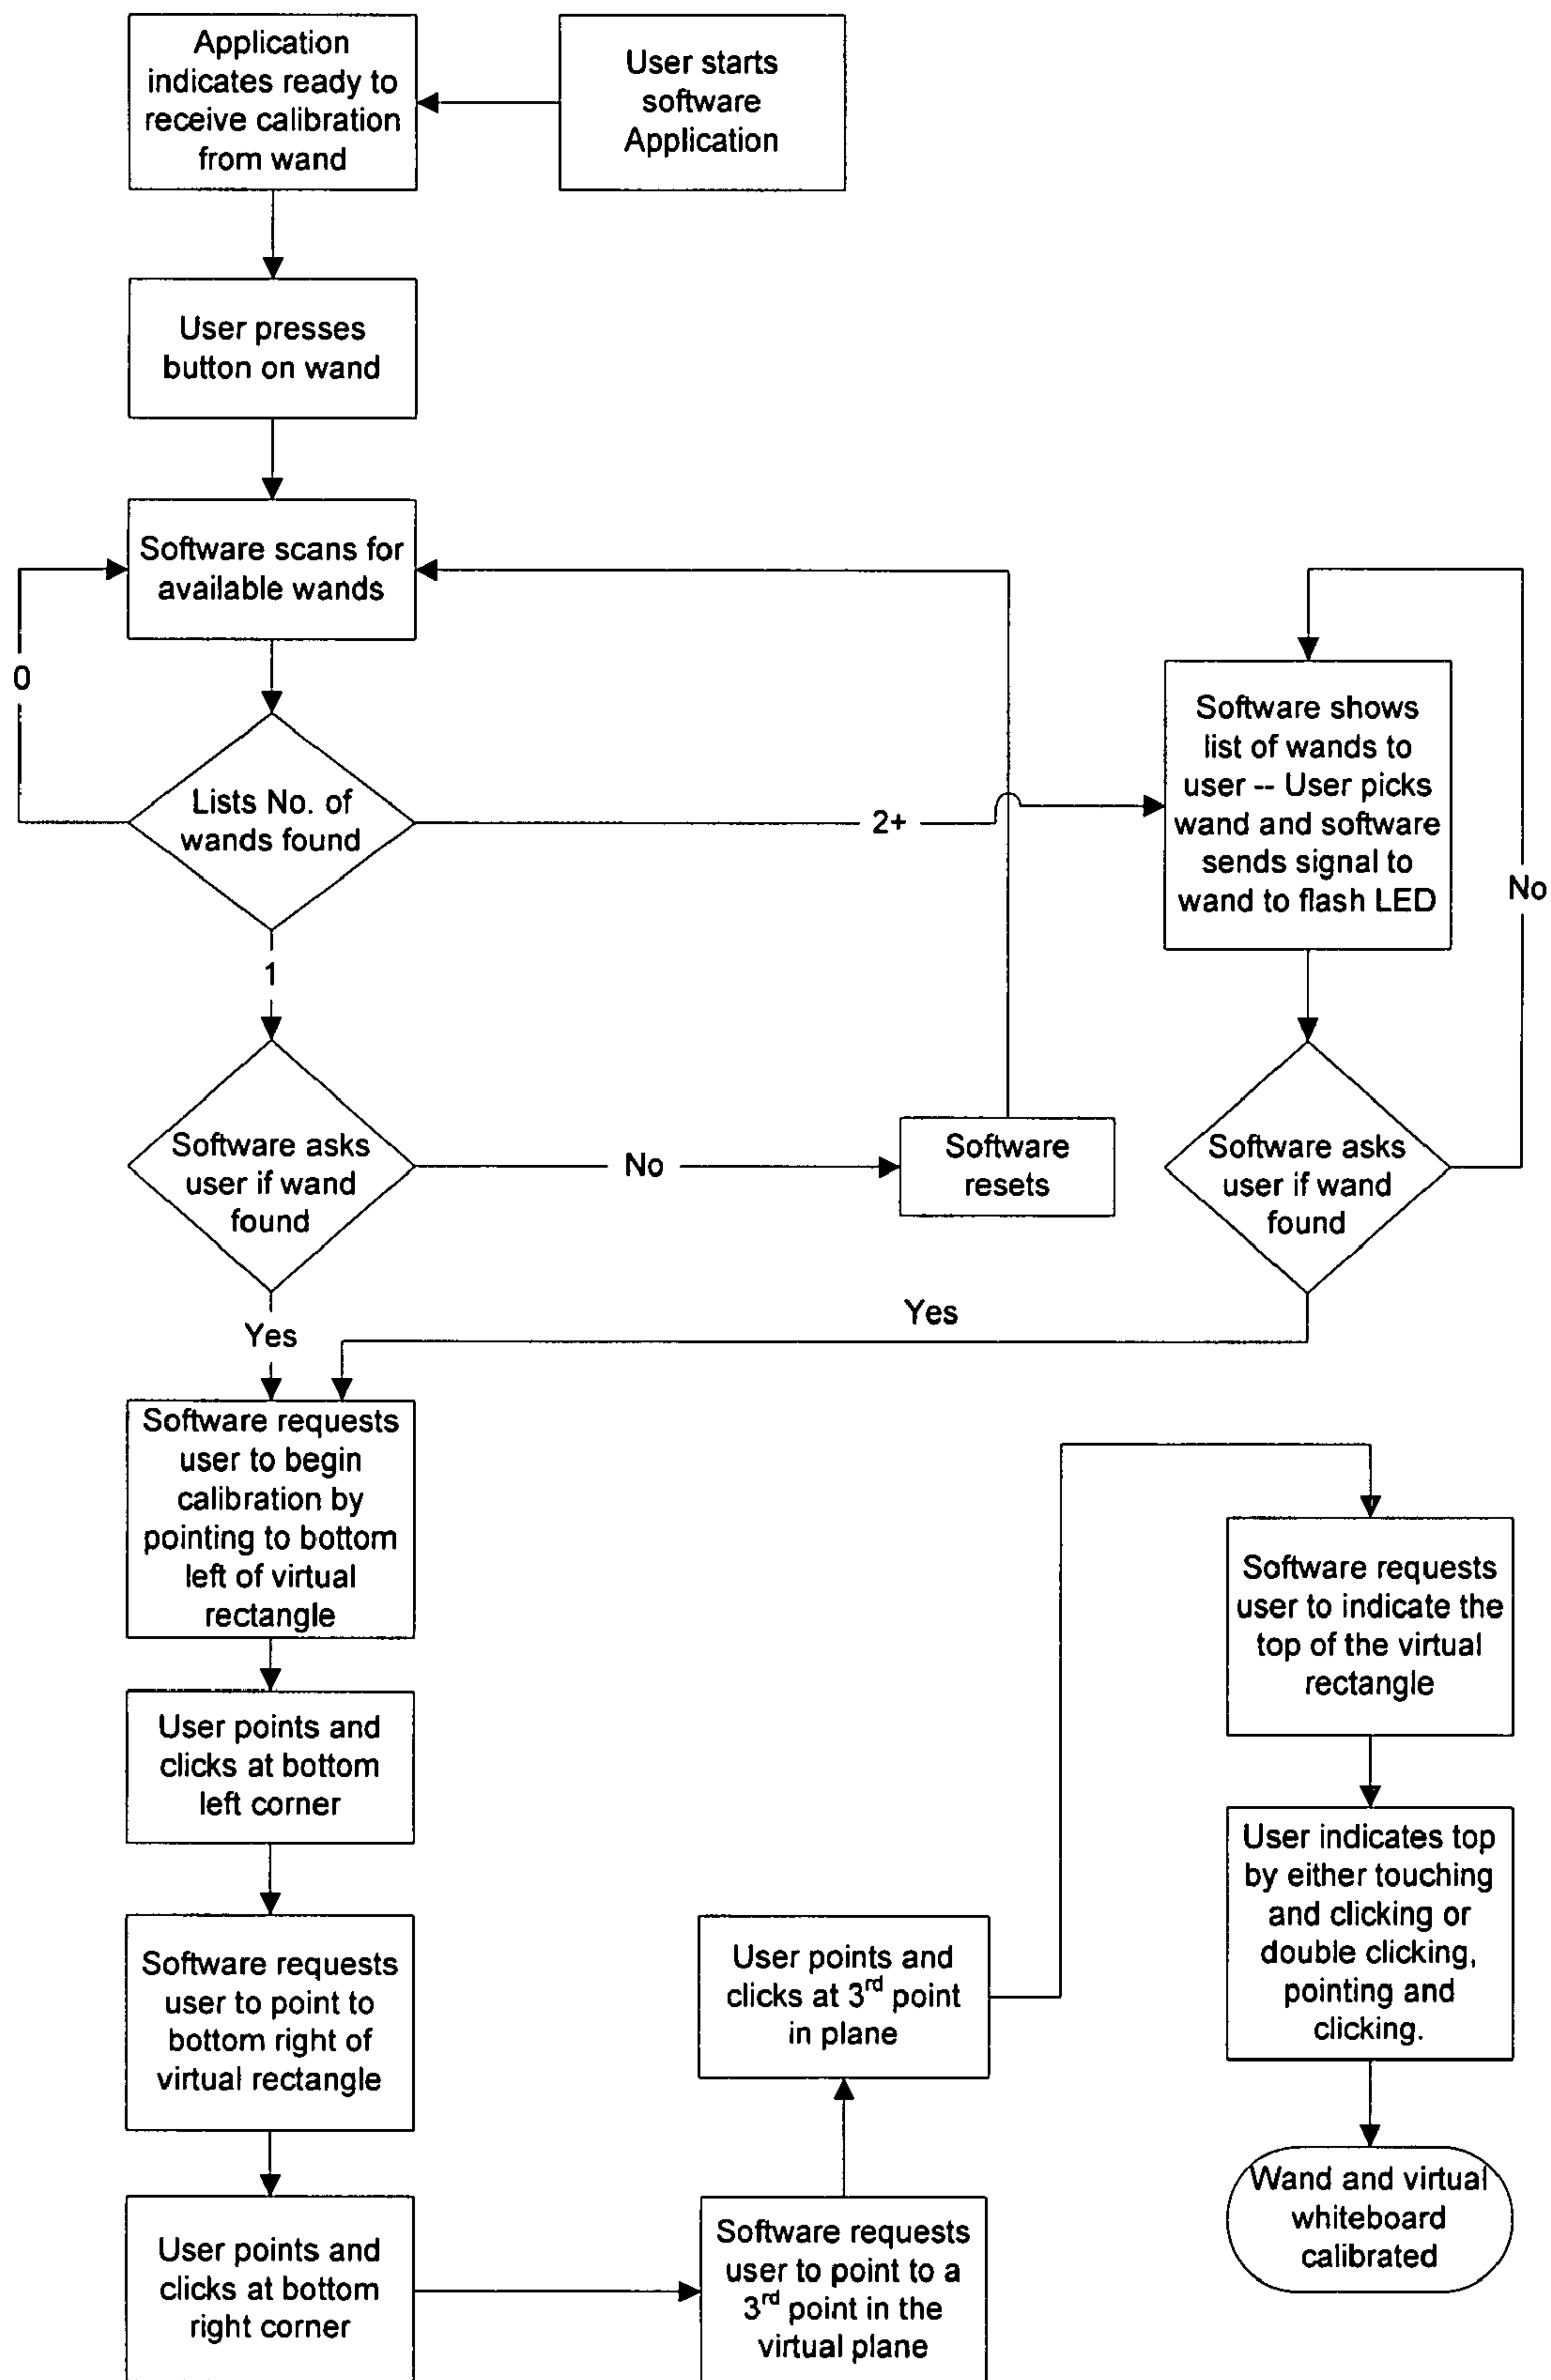 Application
indicates ready to
receive calibration
from wand
User starts
software
Application
User presses
button on wand
Software scans for
available wands
0
Lists No. of
wands found
2+
Software shows
list of wands to
user -- User picks
wand and software
sends signal to
wand to flash LED
No
1
Software asks
user if wand
found
No
Software
resets
Software asks
user if wand
found
Yes
Yes
Software requests
user to begin
calibration by
pointing to bottom
left of virtual
rectangle
User points and
clicks at bottom
left corner
Software requests
user to point to
bottom right of
virtual rectangle
User points and
clicks at bottom
right corner
Software requests
user to point to a
3rd point in the
virtual plane
User points and
clicks at 3rd point
in plane
Software requests
user to indicate the
top of the virtual
rectangle
User indicates top
by either touching
and clicking or
double clicking,
pointing and
clicking.
Wand and virtual
whiteboard
calibrated